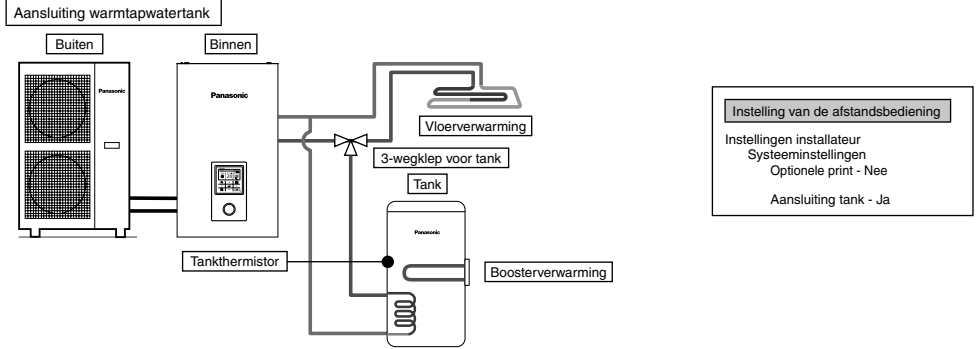 Aansluiting warmtapwatertank
Buiten
Binnen
Panasonic
Panasonic
Vloerverwarming
3-wegklep voor tank
Tank
Panasonic
Tankthermistor
Boosterverwarming
Instelling van de afstandsbediening
Instellingen installateur
Systeeminstellingen
Optionele print - Nee
Aansluiting tank - Ja